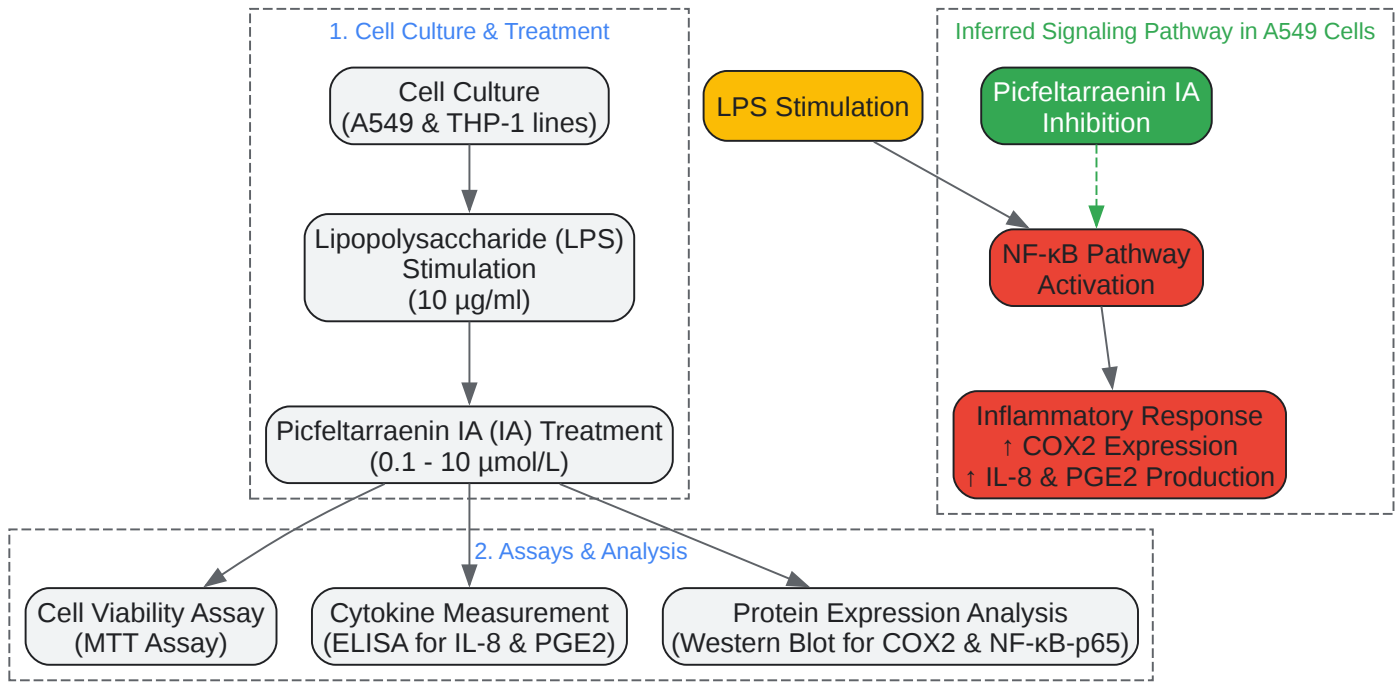 1. Cell Culture & Treatment
Cell Culture
(A549 & THP-1 lines)
Lipopolysaccharide (LPS)
Stimulation
(10 µg/ml)
Picfeltarraenin IA (IA) Treatment
(0.1 - 10 µmol/L)
2. Assays & Analysis
Cell Viability Assay
(MTT Assay)
Cytokine Measurement
(ELISA for IL-8 & PGE2)
Protein Expression Analysis
(Western Blot for COX2 & NF-κB-p65)
LPS Stimulation
Inferred Signaling Pathway in A549 Cells
Picfeltarraenin IA
Inhibition
NF-κB Pathway
Activation
Inflammatory Response
↑ COX2 Expression
↑ IL-8 & PGE2 Production